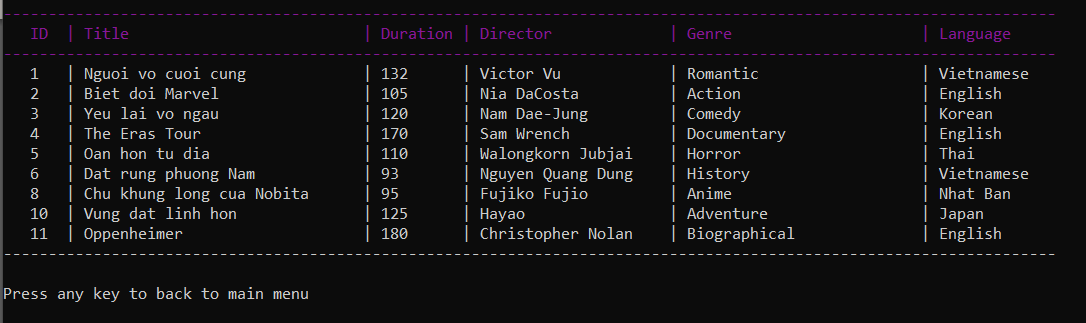 ID | Title | Duration | Director | Genre | Language
1 | Nguoi vo cuoi cung | 132 | Victor Vu | Romantic | Vietnamese
2 | Biet doi Marvel | 105 | Nia DaCosta | Action | English
3 | Yeu lai vo ngau | 120 | Nam Dae-Jung | Comedy | Korean
4 | The Eras Tour | 170 | Sam Wrench | Documentary | English
5 | Oan hon tu dia | 110 | Walongkorn Jubjai | Horror | Thai
6 | Dat rung phuong Nam | 93 | Nguyen Quang Dung | History | Vietnamese
8 | Chu khung long cua Nobita | 95 | Fujiko Fujio | Anime | Nhat Ban
10 | Vung dat linh hon | 125 | Hayao | Adventure | Japan
11 | Oppenheimer | 180 | Christopher Nolan | Biographical | English
Press any key to back to main menu